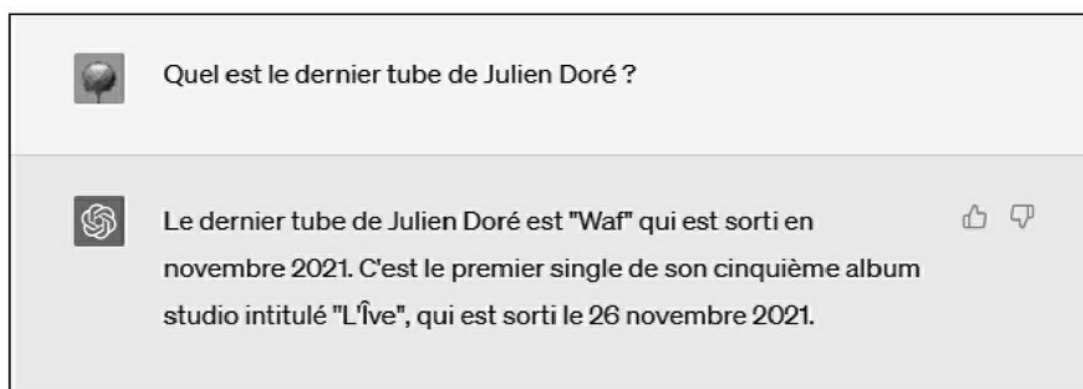 Quel est le dernier tube de Julien Doré ?
Le dernier tube de Julien Doré est "Waf" qui est sorti en
novembre 2021. C'est le premier single de son cinquième album
studio intitulé "L'Îve", qui est sorti le 26 novembre 2021.